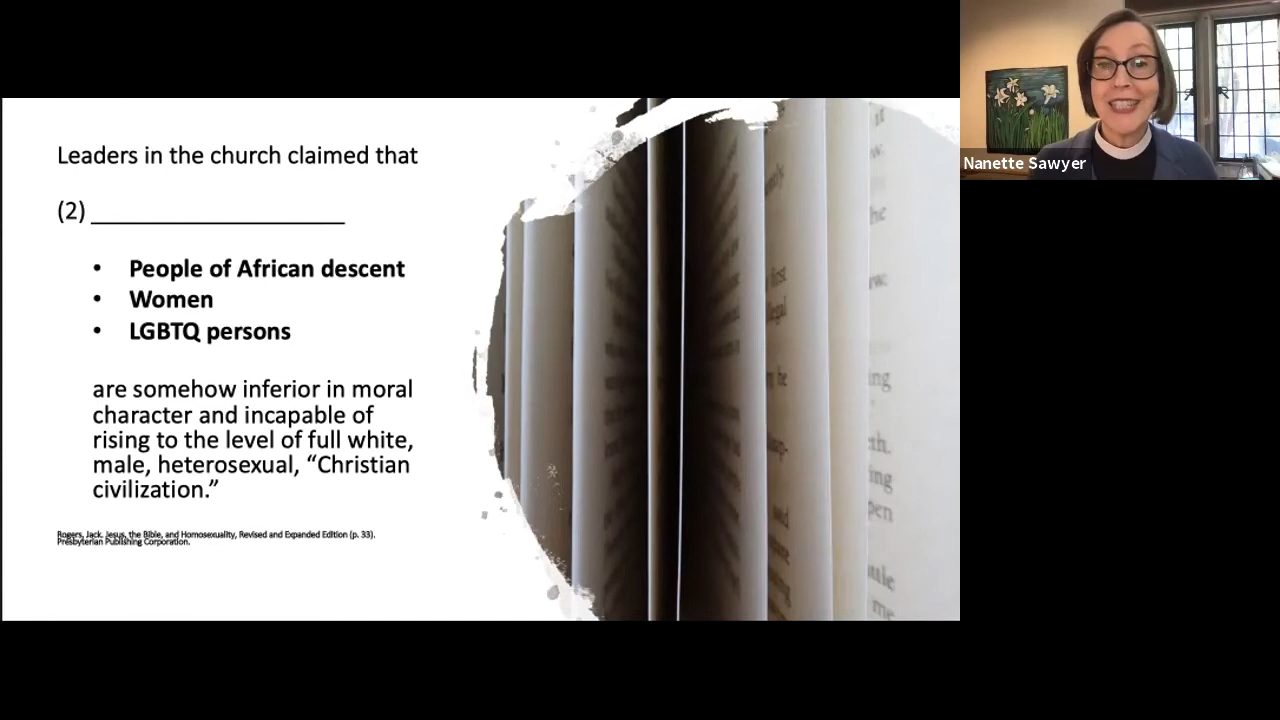 Leaders in the church claimed that
(2) ____________________
• People of African descent
• Women
• LGBTQ persons
are somehow inferior in moral
character and incapable of
rising to the level of full white,
male, heterosexual, “Christian
civilization.”
Rogers, Jack. Jesus, the Bible, and Homosexuality, Revised and Expanded Edition (p. 33).
Presbyterian Publishing Corporation.
Nanette Sawyer